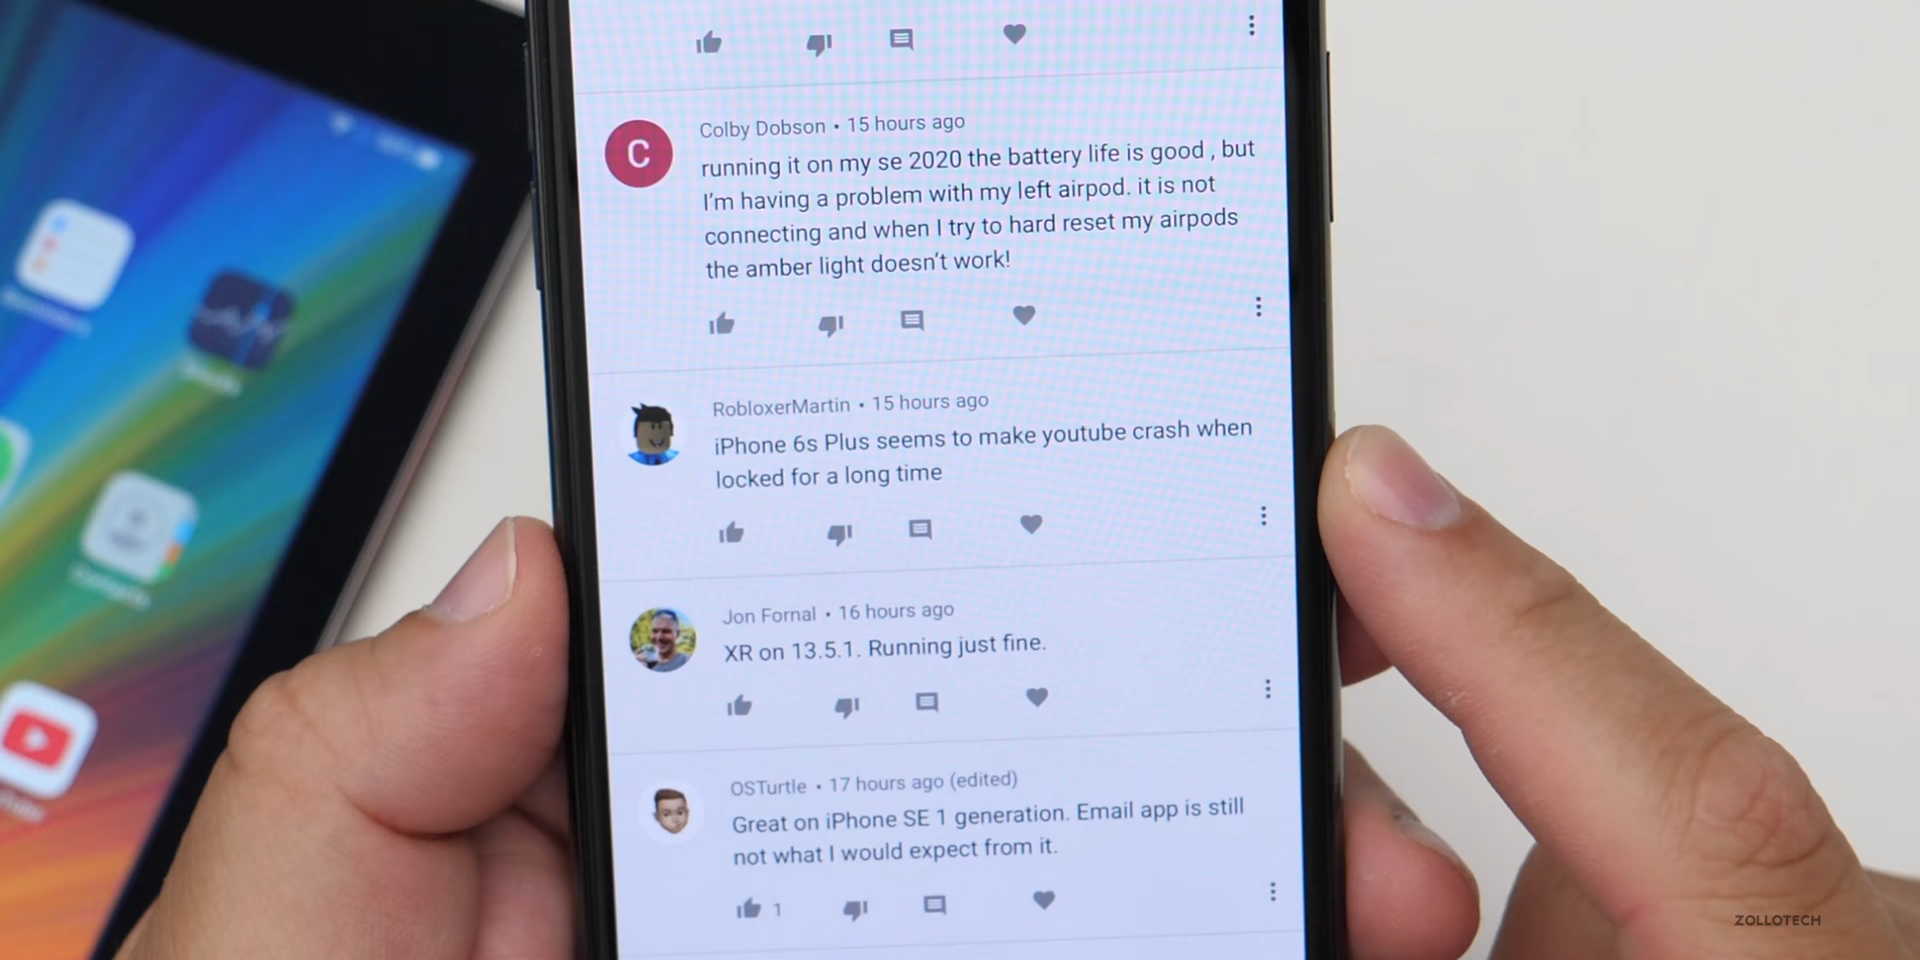 C
Colby Dobson • 15 hours ago
running it on my se 2020 the battery life is good , but
I'm having a problem with my left airpod. it is not
connecting and when I try to hard reset my airpods
the amber light doesn't work!
RobloxerMartin • 15 hours ago
iPhone 6s Plus seems to make youtube crash when
locked for a long time
Jon Fornal • 16 hours ago
XR on 13.5.1. Running just fine.
OSTurtle • 17 hours ago (edited)
Great on iPhone SE 1 generation. Email app is still
not what I would expect from it.
1
ZOLLOTECH